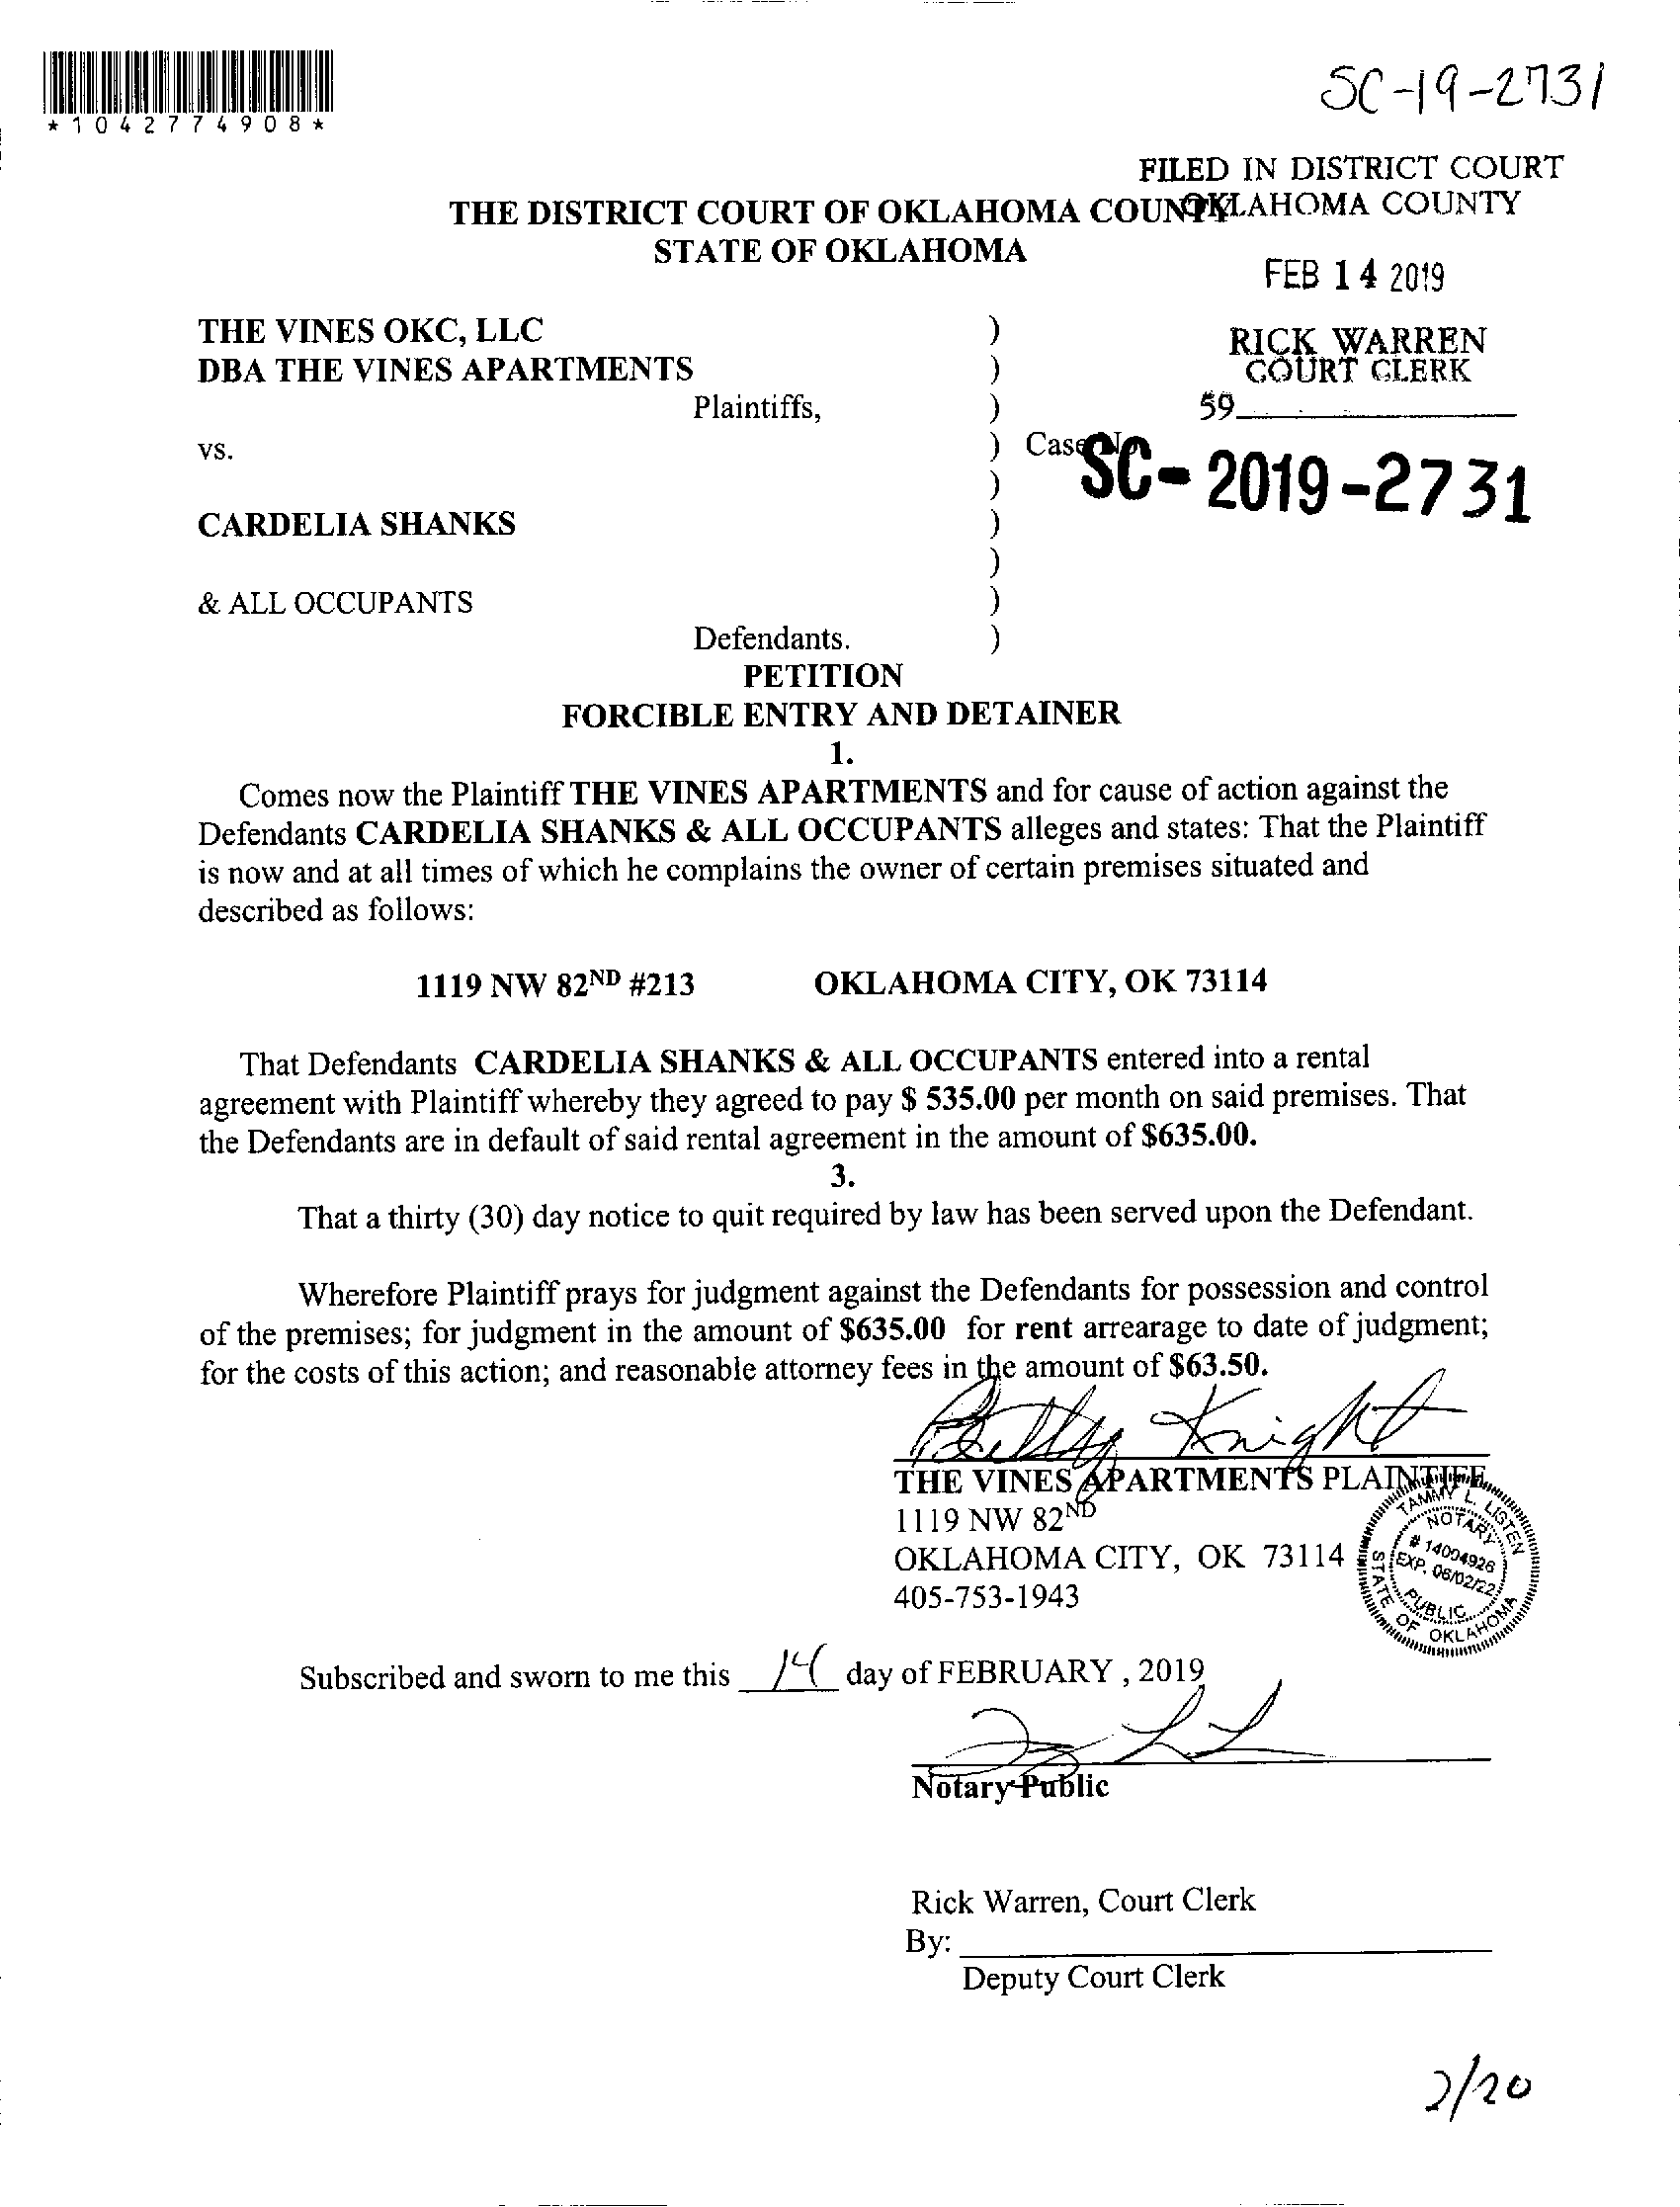 *1042774908*
SC-19-2731
FILED IN DISTRICT COURT
OKLAHOMA COUNTY
THE DISTRICT COURT OF OKLAHOMA COUNTY
STATE OF OKLAHOMA
FEB 14 2019
RICK WARREN
COURT CLERK
59
THE VINES OKC, LLC )
DBA THE VINES APARTMENTS )
Plaintiffs, )
vs. ) Case No
SC-2019-2731
)
CARDELIA SHANKS )
)
& ALL OCCUPANTS )
Defendants. )
PETITION
FORCIBLE ENTRY AND DETAINER
1.
Comes now the Plaintiff THE VINES APARTMENTS and for cause of action against the
Defendants CARDELIA SHANKS & ALL OCCUPANTS alleges and states: That the Plaintiff
is now and at all times of which he complains the owner of certain premises situated and
described as follows:
1119 NW 82ND #213 OKLAHOMA CITY, OK 73114
That Defendants CARDELIA SHANKS & ALL OCCUPANTS entered into a rental
agreement with Plaintiff whereby they agreed to pay $ 535.00 per month on said premises. That
the Defendants are in default of said rental agreement in the amount of $635.00.
3.
That a thirty (30) day notice to quit required by law has been served upon the Defendant.
Wherefore Plaintiff prays for judgment against the Defendants for possession and control
of the premises; for judgment in the amount of $635.00 for rent arrearage to date of judgment;
for the costs of this action; and reasonable attorney fees in the amount of $63.50.
Betty Knight
THE VINES APARTMENTS PLAINTIFF
1119 NW 82ND
OKLAHOMA CITY, OK 73114
405-753-1943
TAMMY L. LISTEN
NOTARY
# 14004926
EXP. 06/02/22
PUBLIC
STATE OF OKLAHOMA
Subscribed and sworn to me this 14 day of FEBRUARY , 2019
Notary Public
Rick Warren, Court Clerk
By:
Deputy Court Clerk
2/20